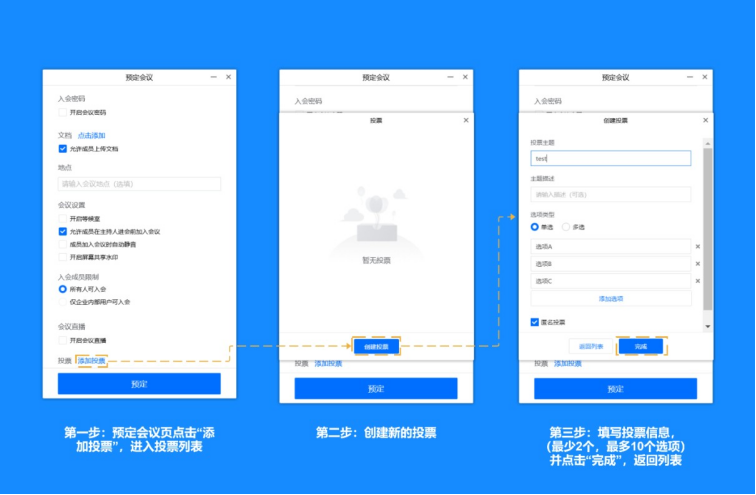 预定会议
入会密码
开启会议密码
文档 点击添加
允许成员上传文档
地点
请输入会议地点（选填）
会议设置
开启等候室
允许成员在主持人进会前加入会议
成员加入会议时自动静音
开启屏幕共享水印
入会成员限制
所有人可入会
仅企业内部用户可入会
会议直播
开启会议直播
投票 添加投票
预定
第一步：预定会议页点击“添
加投票”，进入投票列表
预定会议
入会密码
投票
暂无投票
创建投票
投票 添加投票
预定
第二步：创建新的投票
预定会议
入会密码
创建投票
投票主题
test
主题描述
请输入描述（可选）
选项类型
单选 多选
选项A
选项B
选项C
添加选项
匿名投票
返回列表 完成
投票 添加投票
预定
第三步：填写投票信息，
(最少2个，最多10个选项)
并点击“完成”，返回列表